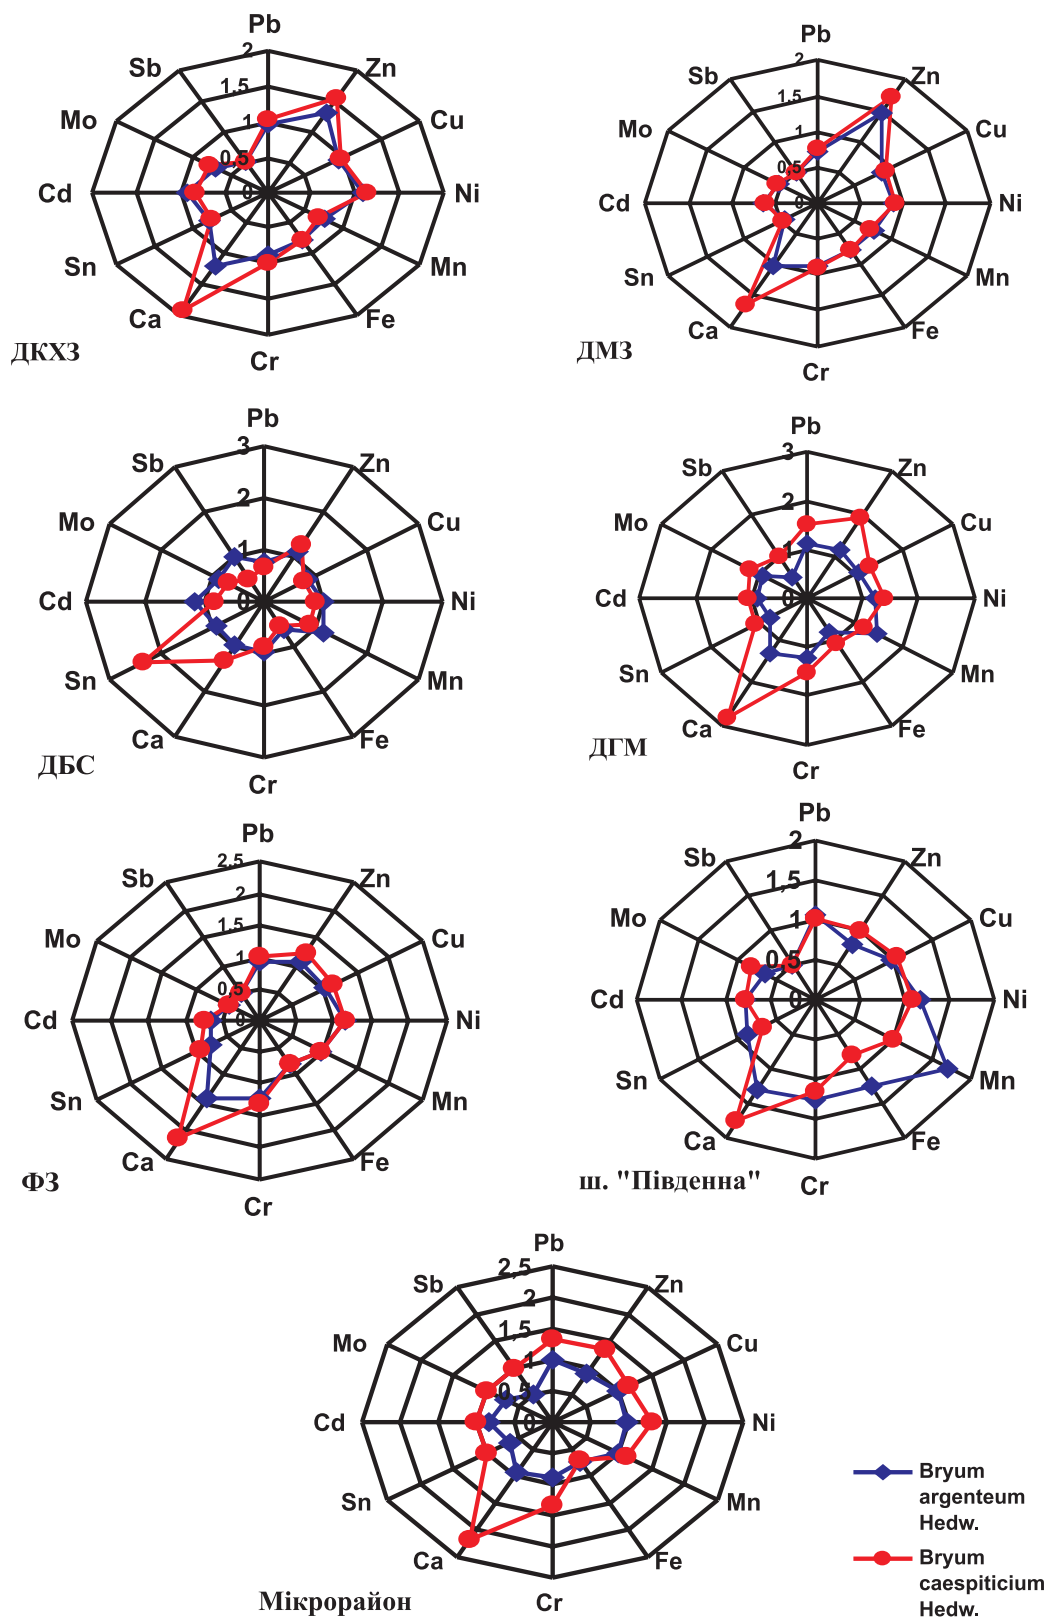 Pb
2
Sb
Zn
1,5
Mo
Cu
1
0,5
Cd
0
Ni
Sn
Mn
Ca
Fe
Cr
ДКХЗ
Pb
2
Sb
Zn
1,5
Mo
Cu
1
0,5
Cd
0
Ni
Sn
Mn
Ca
Fe
Cr
ДМЗ
Pb
3
Sb
Zn
2
Mo
Cu
1
Cd
0
Ni
Sn
Mn
Ca
Fe
Cr
ДБС
Pb
3
Sb
Zn
2
Mo
Cu
1
Cd
0
Ni
Sn
Mn
Ca
Fe
Cr
ДГМ
Pb
2,5
Sb
Zn
2
1,5
Mo
Cu
1
0,5
Cd
0
Ni
Sn
Mn
Ca
Fe
Cr
ФЗ
Pb
2
Sb
Zn
1,5
Mo
Cu
1
0,5
Cd
0
Ni
Sn
Mn
Ca
Fe
Cr
ш. "Південна"
Pb
2,5
Sb
Zn
2
1,5
Mo
Cu
1
0,5
Cd
0
Ni
Sn
Mn
Ca
Fe
Cr
Мікрорайон
Bryum
argenteum
Hedw.
Bryum
caespiticium
Hedw.